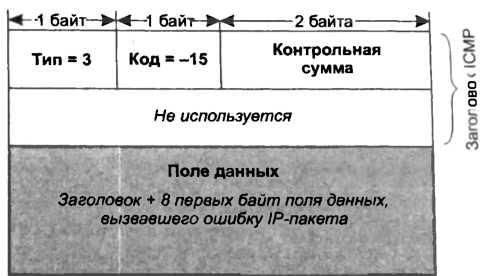 1 байт
1 байт
2 байта
Тип = 3
Код = –15
Контрольная
сумма
Заголово‹ ICMP
Не используется
Поле данных
Заголовок + 8 первых байт поля данных,
вызвавшего ошибку IP-пакета